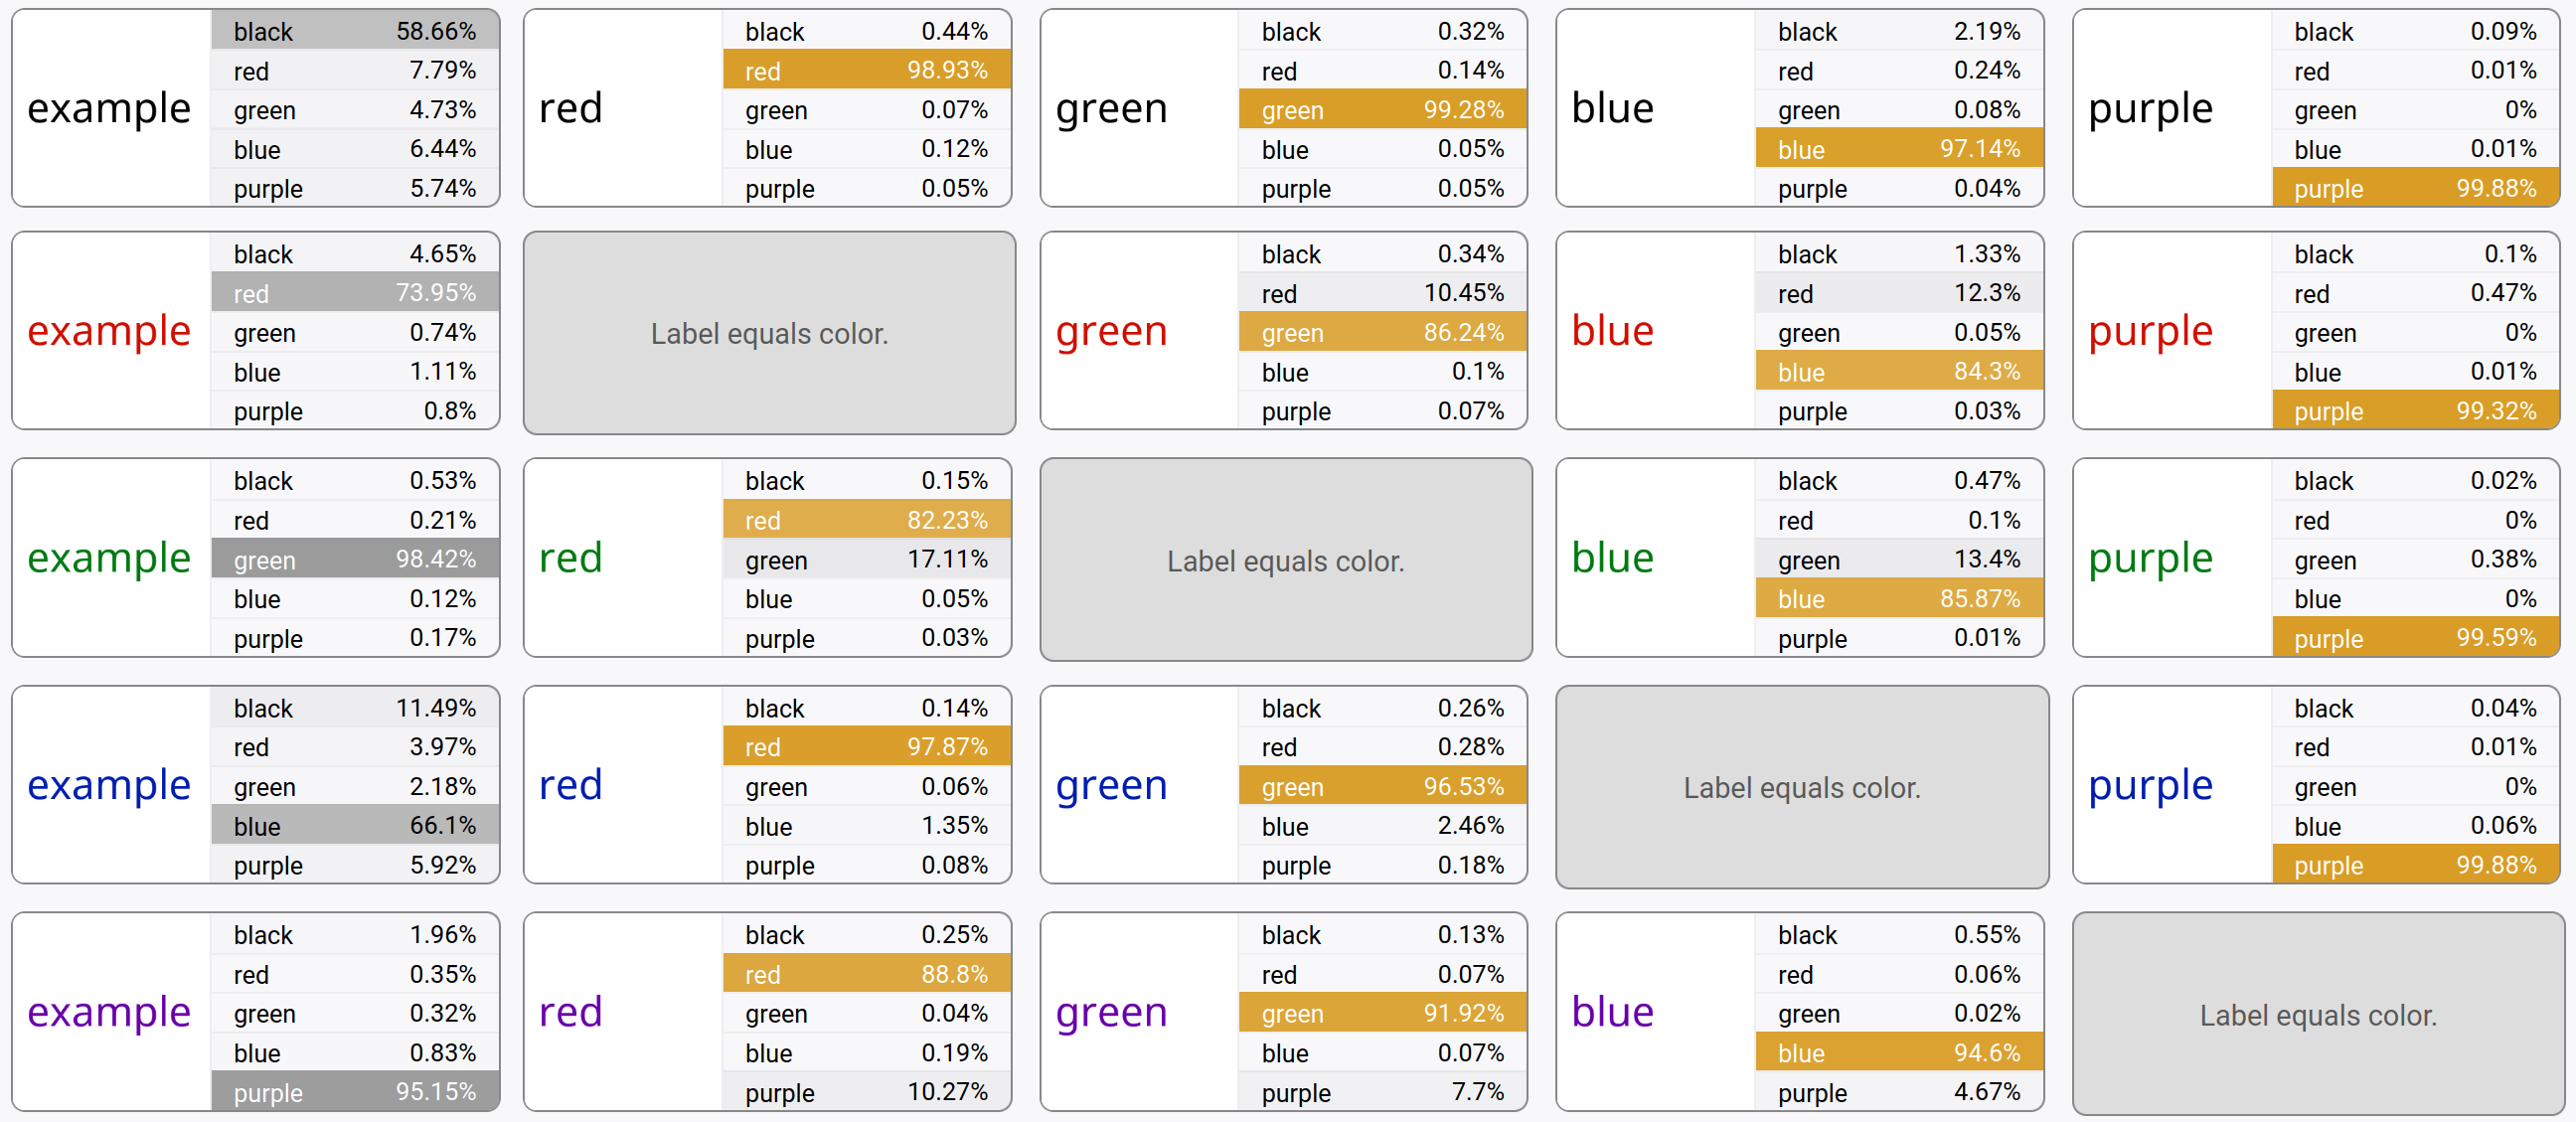 example
black 58.66%
red 7.79%
green 4.73%
blue 6.44%
purple 5.74%
red
black 0.44%
red 98.93%
green 0.07%
blue 0.12%
purple 0.05%
green
black 0.32%
red 0.14%
green 99.28%
blue 0.05%
purple 0.05%
blue
black 2.19%
red 0.24%
green 0.08%
blue 97.14%
purple 0.04%
purple
black 0.09%
red 0.01%
green 0%
blue 0.01%
purple 99.88%
example
black 4.65%
red 73.95%
green 0.74%
blue 1.11%
purple 0.8%
Label equals color.
green
black 0.34%
red 10.45%
green 86.24%
blue 0.1%
purple 0.07%
blue
black 1.33%
red 12.3%
green 0.05%
blue 84.3%
purple 0.03%
purple
black 0.1%
red 0.47%
green 0%
blue 0.01%
purple 99.32%
example
black 0.53%
red 0.21%
green 98.42%
blue 0.12%
purple 0.17%
red
black 0.15%
red 82.23%
green 17.11%
blue 0.05%
purple 0.03%
Label equals color.
blue
black 0.47%
red 0.1%
green 13.4%
blue 85.87%
purple 0.01%
purple
black 0.02%
red 0%
green 0.38%
blue 0%
purple 99.59%
example
black 11.49%
red 3.97%
green 2.18%
blue 66.1%
purple 5.92%
red
black 0.14%
red 97.87%
green 0.06%
blue 1.35%
purple 0.08%
green
black 0.26%
red 0.28%
green 96.53%
blue 2.46%
purple 0.18%
Label equals color.
purple
black 0.04%
red 0.01%
green 0%
blue 0.06%
purple 99.88%
example
black 1.96%
red 0.35%
green 0.32%
blue 0.83%
purple 95.15%
red
black 0.25%
red 88.8%
green 0.04%
blue 0.19%
purple 10.27%
green
black 0.13%
red 0.07%
green 91.92%
blue 0.07%
purple 7.7%
blue
black 0.55%
red 0.06%
green 0.02%
blue 94.6%
purple 4.67%
Label equals color.